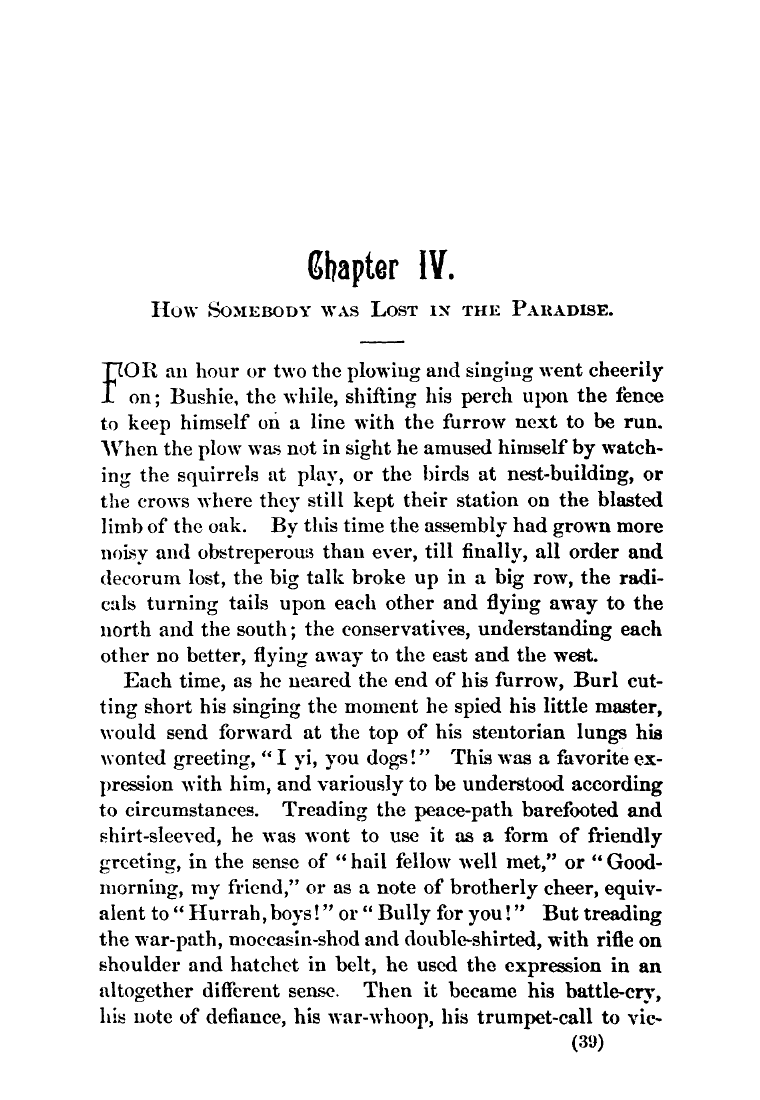 Chapter IV.
How Somebody was Lost in the Paradise.
FOR an hour or two the plowing and singing went cheerily
on; Bushie, the while, shifting his perch upon the fence
to keep himself on a line with the furrow next to be run.
When the plow was not in sight he amused himself by watch-
ing the squirrels at play, or the birds at nest-building, or
the crows where they still kept their station on the blasted
limb of the oak. By this time the assembly had grown more
noisy and obstreperous than ever, till finally, all order and
decorum lost, the big talk broke up in a big row, the radi-
cals turning tails upon each other and flying away to the
north and the south; the conservatives, understanding each
other no better, flying away to the east and the west.
Each time, as he neared the end of his furrow, Burl cut-
ting short his singing the moment he spied his little master,
would send forward at the top of his stentorian lungs his
wonted greeting, "I yi, you dogs!" This was a favorite ex-
pression with him, and variously to be understood according
to circumstances. Treading the peace-path barefooted and
shirt-sleeved, he was wont to use it as a form of friendly
greeting, in the sense of "hail fellow well met," or "Good-
morning, my friend," or as a note of brotherly cheer, equiv-
alent to "Hurrah, boys!" or "Bully for you!" But treading
the war-path, moccasin-shod and double-shirted, with rifle on
shoulder and hatchet in belt, he used the expression in an
altogether different sense. Then it became his battle-cry,
his note of defiance, his war-whoop, his trumpet-call to vic-
(39)